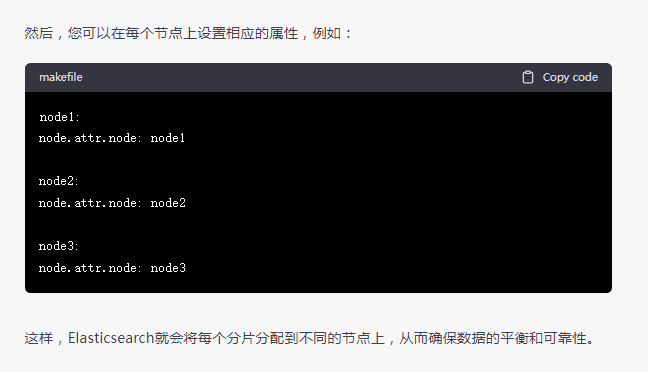 然后，您可以在每个节点上设置相应的属性，例如：
makefile Copy code
node1:
node.attr.node: node1
node2:
node.attr.node: node2
node3:
node.attr.node: node3
这样，Elasticsearch就会将每个分片分配到不同的节点上，从而确保数据的平衡和可靠性。